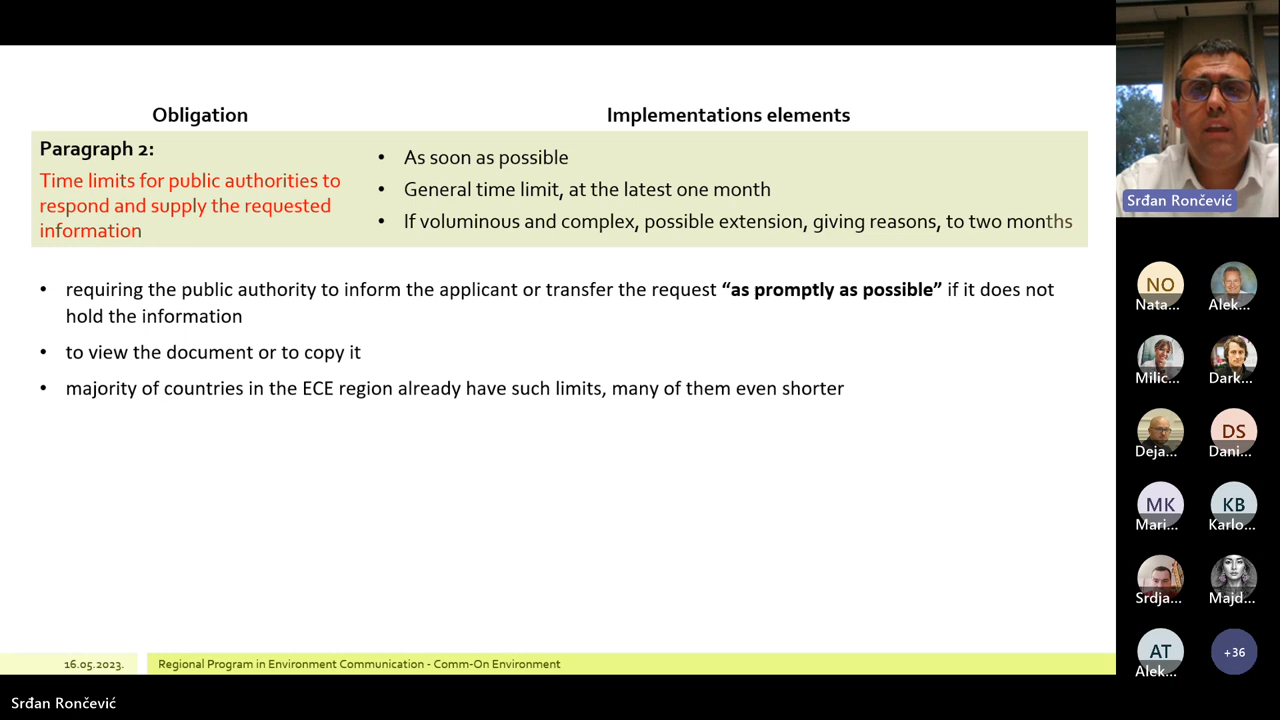 Obligation
Implementations elements
Paragraph 2:
Time limits for public authorities to
respond and supply the requested
information
• As soon as possible
• General time limit, at the latest one month
• If voluminous and complex, possible extension, giving reasons, to two months
• requiring the public authority to inform the applicant or transfer the request “as promptly as possible” if it does not
hold the information
• to view the document or to copy it
• majority of countries in the ECE region already have such limits, many of them even shorter
16.05.2023.
Regional Program in Environment Communication - Comm-On Environment
Srđan Rončević
Srđan Rončević
NO
Nata...
Alek...
Milic...
Dark...
Deja...
DS
Dani...
MK
Mari...
KB
Karlo...
Srdja...
Majd...
AT
Alek...
+36